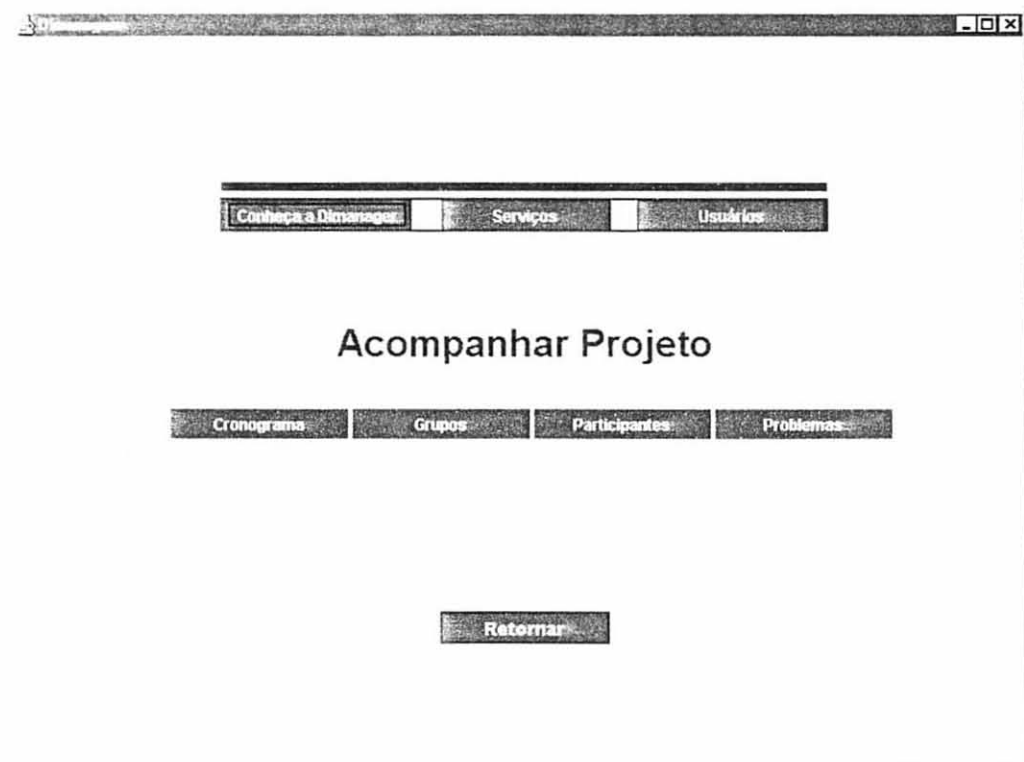 Conheça a Dimanager Serviços Usuários
Acompanhar Projeto
Cronograma Grupos Participantes Problemas
Retornar